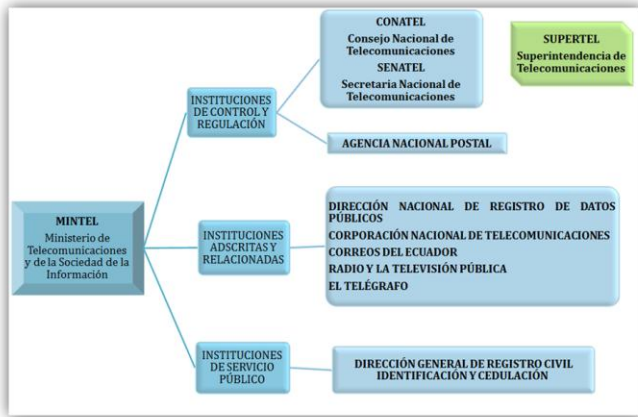 CONATEL
Consejo Nacional de
Telecomunicaciones
SENATEL
Secretaria Nacional de
Telecomunicaciones
SUPERTEL
Superintendencia de
Telecomunicaciones
INSTITUCIONES
DE CONTROL Y
REGULACIÓN
AGENCIA NACIONAL POSTAL
MINTEL
Ministerio de
Telecomunicaciones
y de la Sociedad de la
Información
INSTITUCIONES
ADSCRITAS Y
RELACIONADAS
DIRECCIÓN NACIONAL DE REGISTRO DE DATOS
PÚBLICOS
CORPORACIÓN NACIONAL DE TELECOMUNICACIONES
CORREOS DEL ECUADOR
RADIO Y LA TELEVISIÓN PÚBLICA
EL TELÉGRAFO
INSTITUCIONES
DE SERVICIO
PÚBLICO
DIRECCIÓN GENERAL DE REGISTRO CIVIL
IDENTIFICACIÓN Y CEDULACIÓN